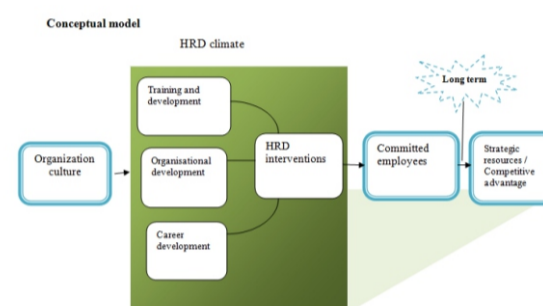 Conceptual model
HRD climate
Training and
development
Organization
culture
Organisational
development
Career
development
HRD
interventions
Committed
employees
Long term
Strategic
resources /
Competitive
advantage